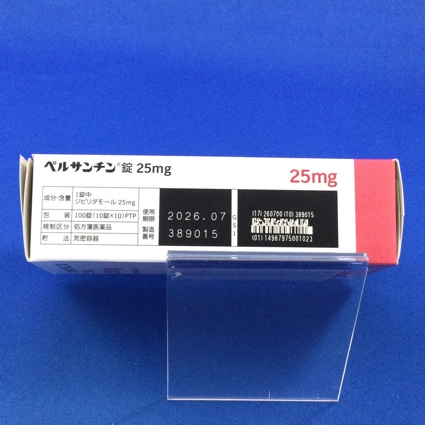 ペルサンチン®錠 25mg
25mg
成分・含量 1錠中 ジピリダモール 25mg
包装 100錠(10錠×10)PTP
規制区分 処方箋医薬品
貯法 気密容器
使用期限 2026.07
製造番号 389015
GS1
(17)260700(10)389015
(01)14987975001023